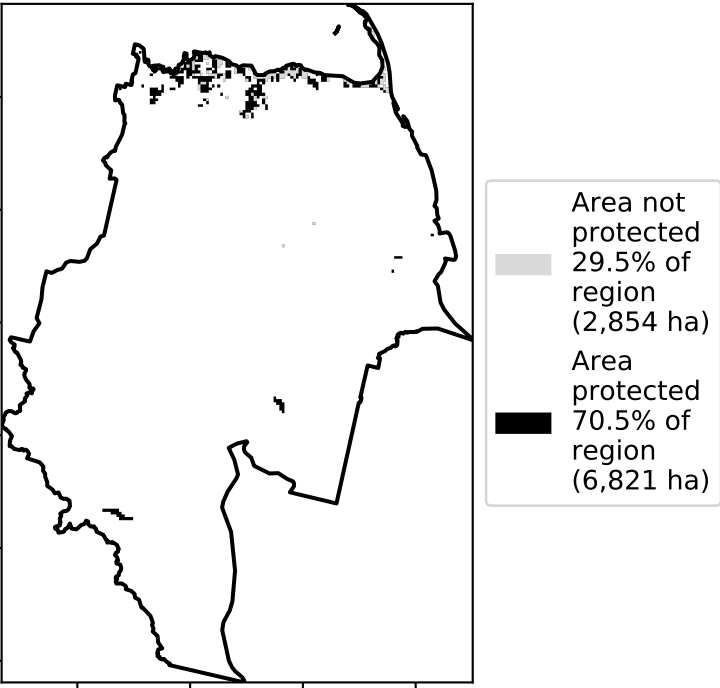 Area not
protected
29.5% of
region
(2,854 ha)
Area
protected
70.5% of
region
(6,821 ha)